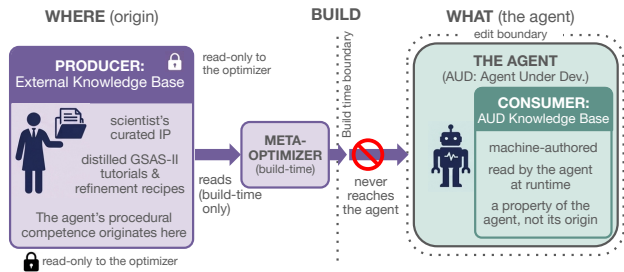 WHERE (origin)
BUILD
WHAT (the agent)
PRODUCER:
External Knowledge Base
scientist's
curated IP
distilled GSAS-II
tutorials &
refinement recipes
The agent's procedural
competence originates here
read-only to the optimizer
read-only to
the optimizer
reads
(build-time
only)
META-
OPTIMIZER
(build-time)
Build time boundary
never
reaches
the agent
edit boundary
THE AGENT
(AUD: Agent Under Dev.)
CONSUMER:
AUD Knowledge Base
machine-authored
read by the agent
at runtime
a property of the
agent, not its origin